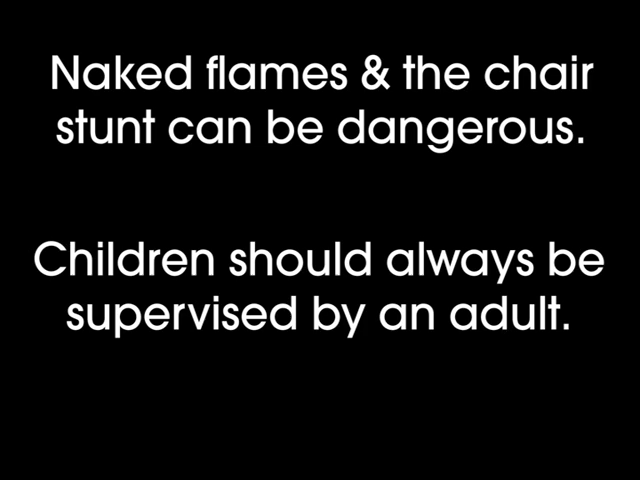 Naked flames & the chair
stunt can be dangerous.
Children should always be
supervised by an adult.